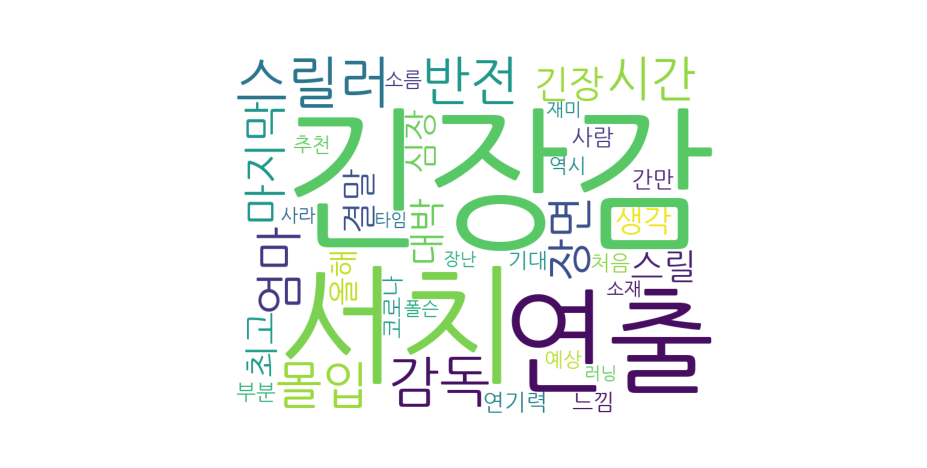 스릴러
소름
반전
긴장
시간
마지막
추천
심장
긴장감
재미
사람
역시
간만
결말
사라
타임
대박
장면
생각
엄마
올해
장난
기대
처음
스릴
서치
코로나
폴슨
소재
연출
최고
몰입
부분
감독
예상
러닝
연기력
느낌